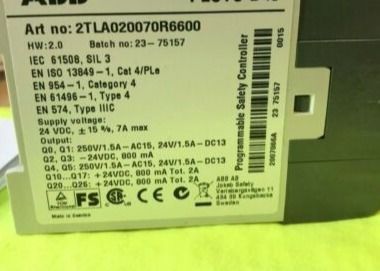 ABB
Art no: 2TLA020070R6600
HW:2.0 Batch no: 23-75157
IEC 61508, SIL 3
EN ISO 13849-1, Cat 4/PLe
EN 954-1, Category 4
EN 61496-1, Type 4
EN 574, Type IIIC
Supply voltage:
24 VDC, ± 15 %, 7A max
Output:
Q0, Q1: 250V/1.5A-AC15, 24V/1.5A-DC13
Q2, Q3: -24VDC, 800 mA
Q4, Q5: 250V/1.5A-AC15, 24V/1.5A-DC13
Q10...Q17: +24VDC, 800 mA Tot. 2A
Q20...Q26: +24VDC, 800 mA Tot. 2A
FS
CE
Made in Sweden
ABB AB
Jokab Safety
Varlabergsvägen 11
434 39 Kungsbacka
Sweden
Programmable Safety Controller
2007066A 23 75157 0015